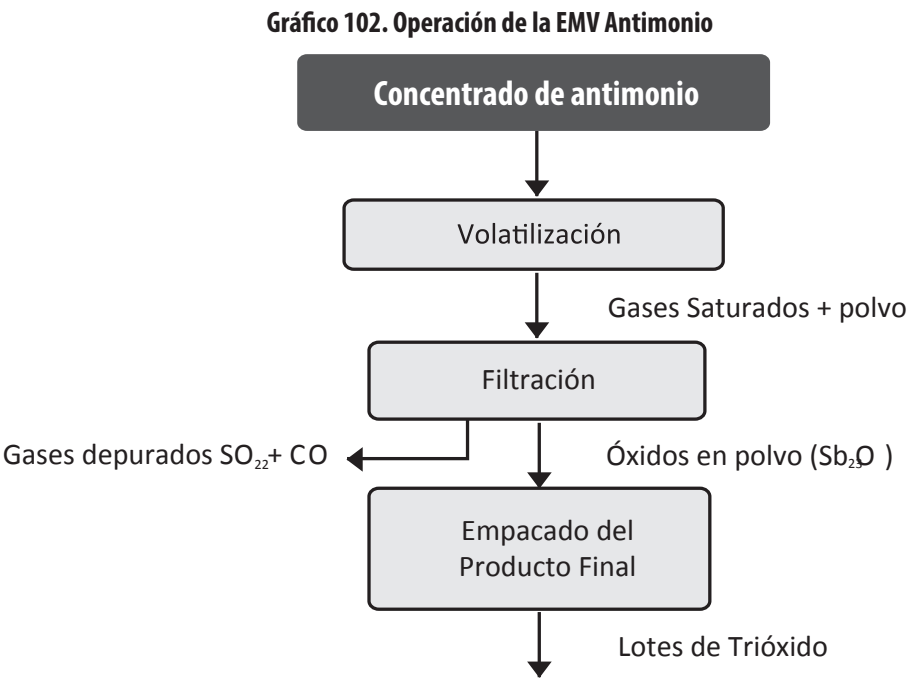 Gráfico 102. Operación de la EMV Antimonio
Concentrado de antimonio
Volatilización
Gases Saturados + polvo
Filtración
Gases depurados SO₂₂+ CO
Óxidos en polvo (Sb₂₃O )
Empacado del
Producto Final
Lotes de Trióxido